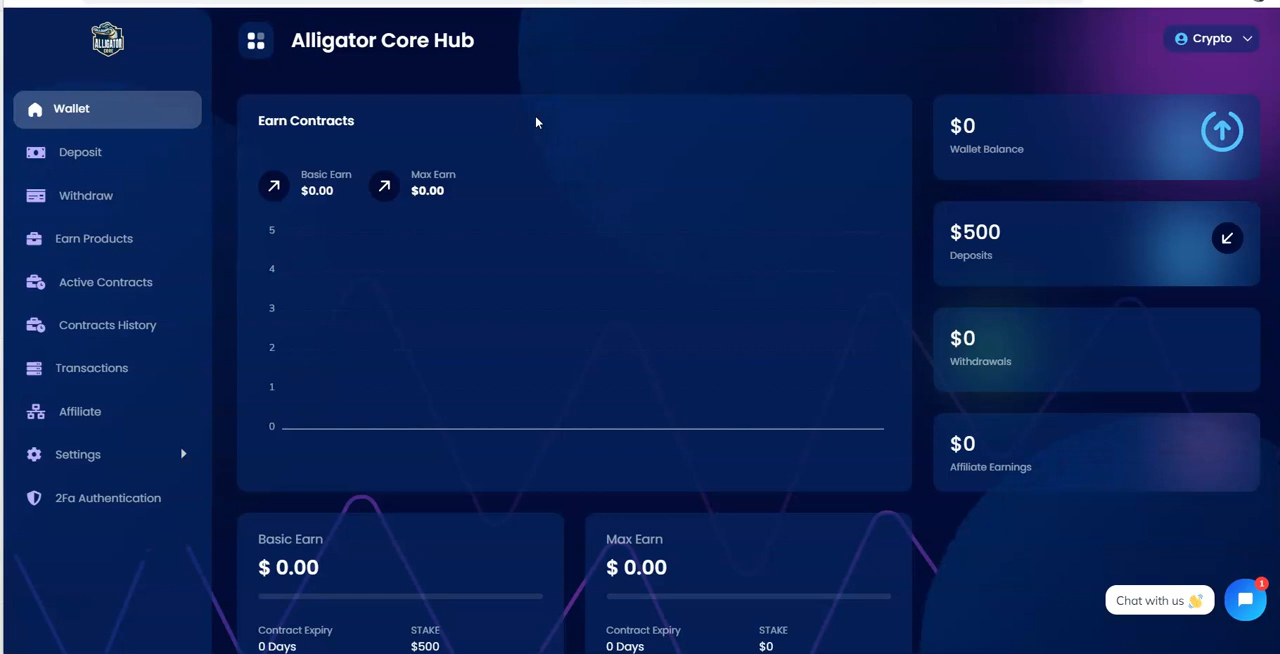 ALLIGATOR
CORE
Alligator Core Hub
Crypto
Wallet
Deposit
Withdraw
Earn Products
Active Contracts
Contracts History
Transactions
Affiliate
Settings
2Fa Authentication
Earn Contracts
Basic Earn
$0.00
Max Earn
$0.00
5
4
3
2
1
0
$0
Wallet Balance
$500
Deposits
$0
Withdrawals
$0
Affiliate Earnings
Basic Earn
$ 0.00
Contract Expiry
0 Days
STAKE
$500
Max Earn
$ 0.00
Contract Expiry
0 Days
STAKE
$0
Chat with us 👋
1